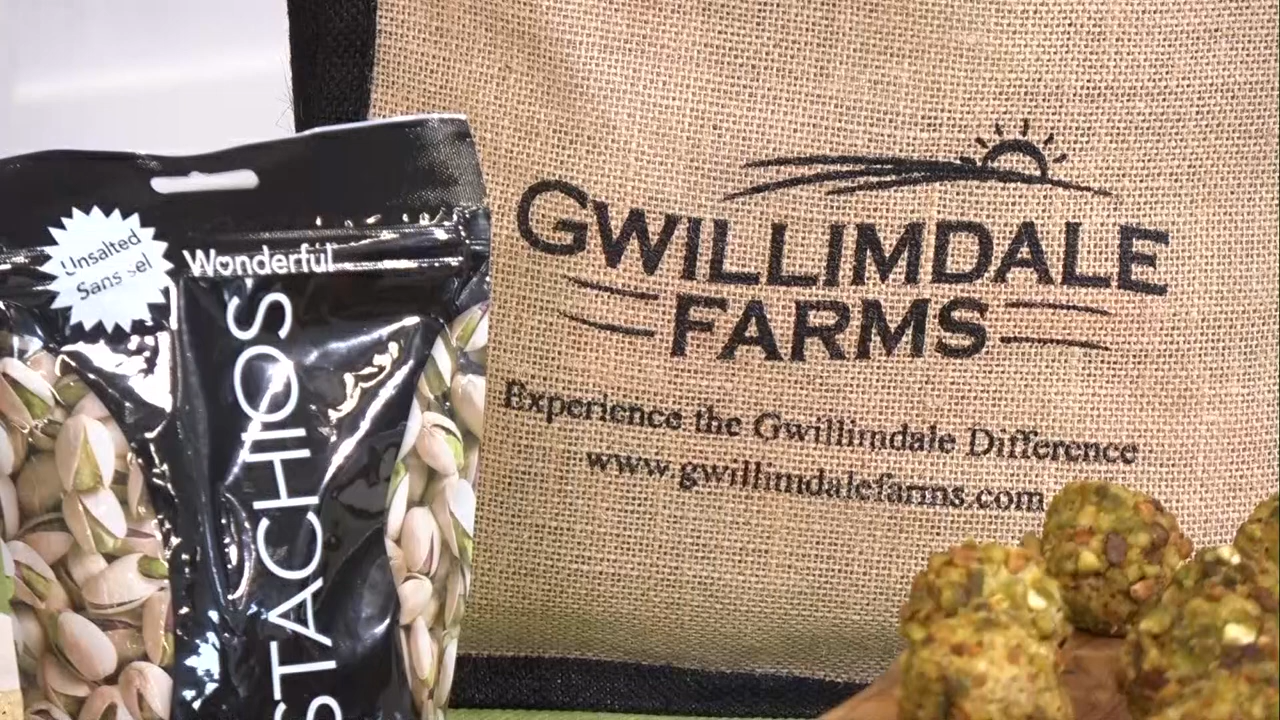 Unsalted
Sans sel
Wonderful
STACHIOS
GWILLIMDALE
FARMS
Experience the Gwillimdale Difference
www.gwillimdalefarms.com